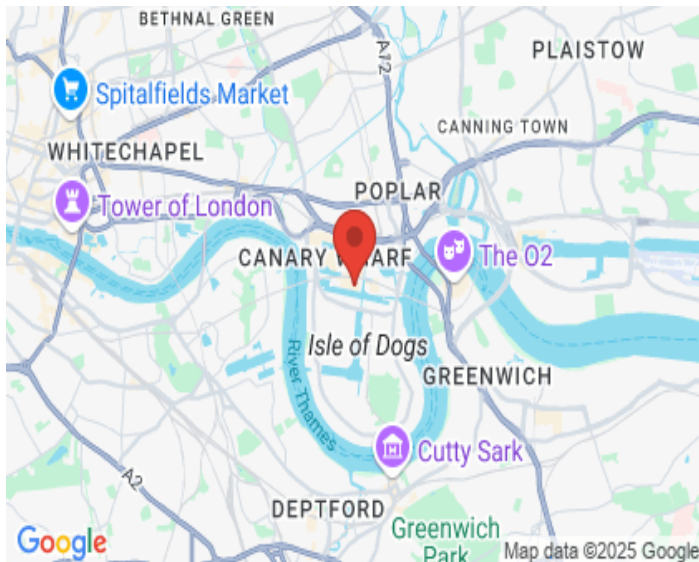 BETHNAL GREEN
A12
PLAISTOW
Spitalfields Market
CANNING TOWN
WHITECHAPEL
POPLAR
Tower of London
CANARY WHARF
The O2
Isle of Dogs
River Thames
GREENWICH
Cutty Sark
A2
DEPTFORD
Greenwich
Park
Google
Map data ©2025 Google